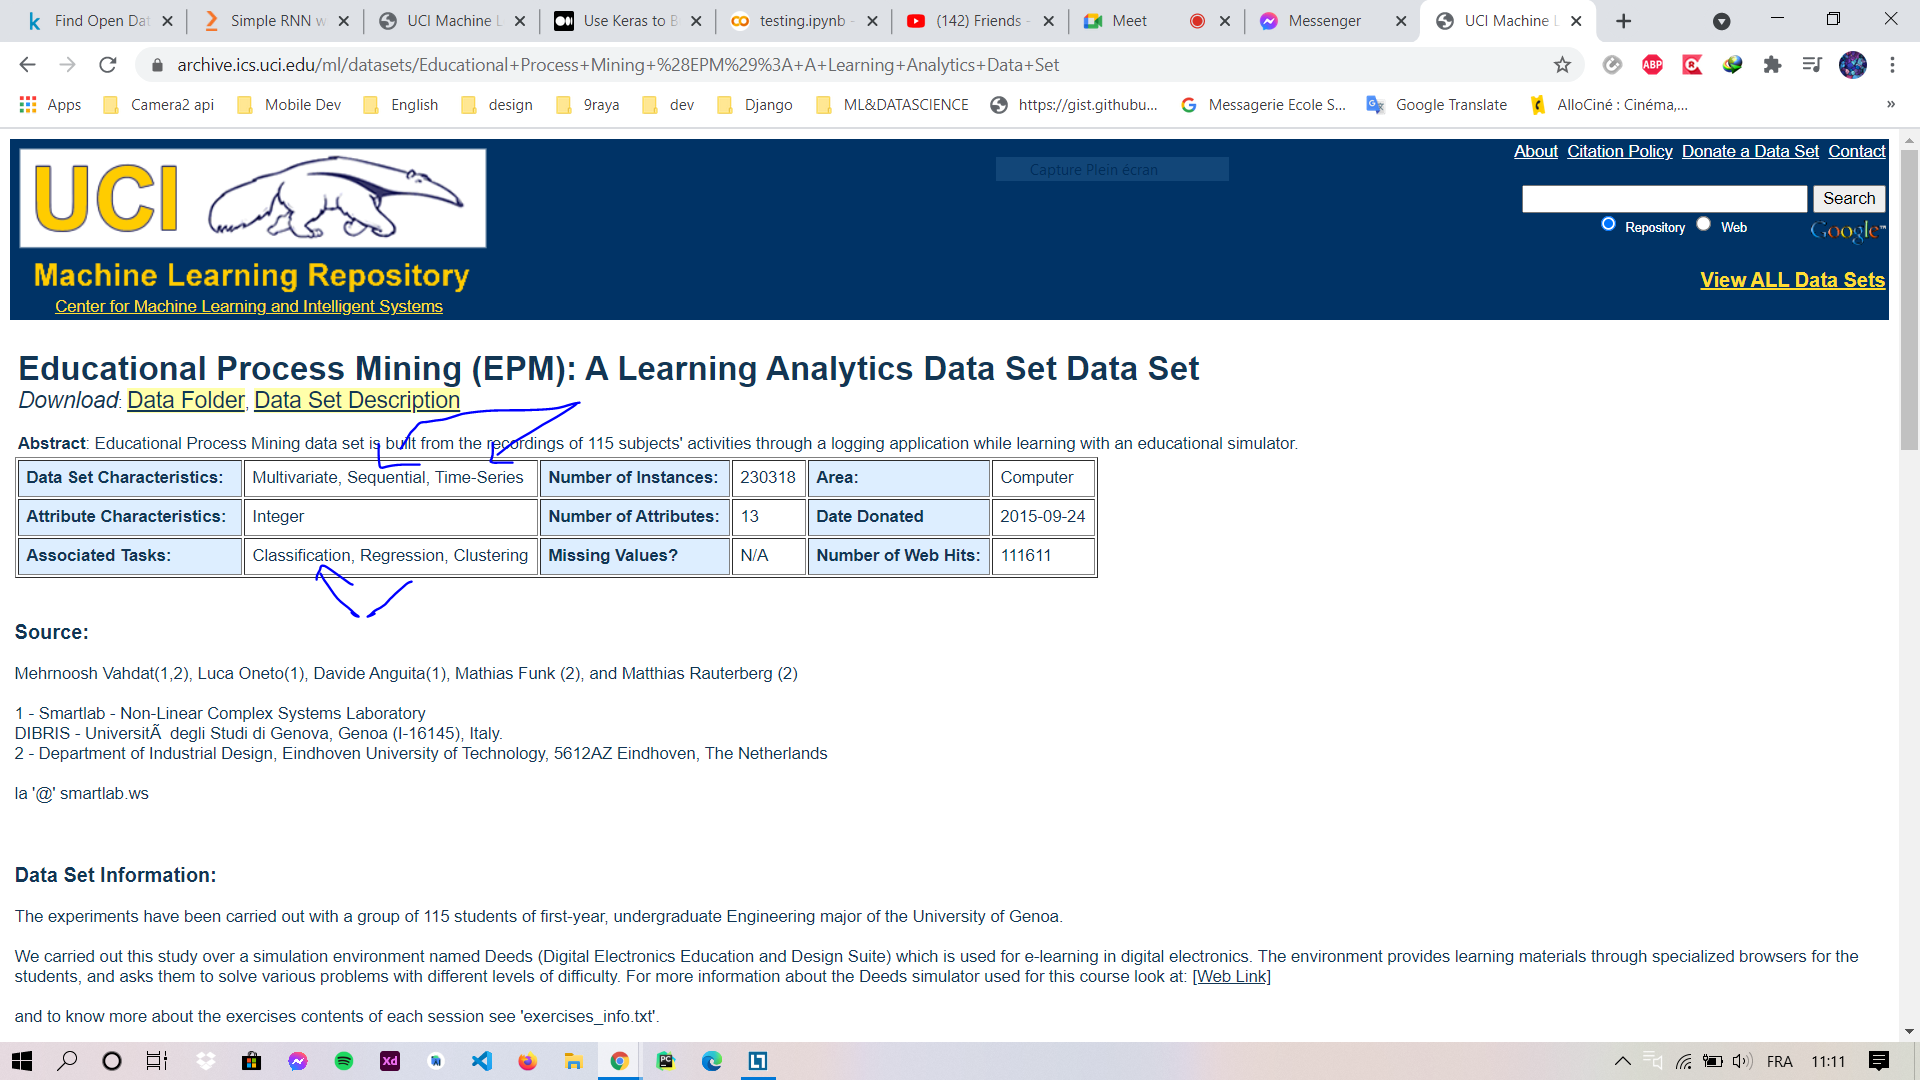 Find Open Dat
Simple RNN w
UCI Machine L
Use Keras to B
testing.ipynb -
(142) Friends -
Meet
Messenger
UCI Machine L
archive.ics.uci.edu/ml/datasets/Educational+Process+Mining+%28EPM%29%3A+A+Learning+Analytics+Data+Set
ABP
Apps
Camera2 api
Mobile Dev
English
design
9raya
dev
Django
ML&DATASCIENCE
https://gist.githubu...
Messagerie Ecole S...
Google Translate
AlloCiné : Cinéma,...
»
UCI
Machine Learning Repository
Center for Machine Learning and Intelligent Systems
Capture Plein écran
About Citation Policy Donate a Data Set Contact
Search
Repository Web Google™
View ALL Data Sets
Educational Process Mining (EPM): A Learning Analytics Data Set Data Set
Download: Data Folder, Data Set Description
Abstract: Educational Process Mining data set is built from the recordings of 115 subjects' activities through a logging application while learning with an educational simulator.
Data Set Characteristics: Multivariate, Sequential, Time-Series Number of Instances: 230318 Area: Computer
Attribute Characteristics: Integer Number of Attributes: 13 Date Donated 2015-09-24
Associated Tasks: Classification, Regression, Clustering Missing Values? N/A Number of Web Hits: 111611
Source:
Mehrnoosh Vahdat(1,2), Luca Oneto(1), Davide Anguita(1), Mathias Funk (2), and Matthias Rauterberg (2)
1 - Smartlab - Non-Linear Complex Systems Laboratory
DIBRIS - UniversitÃ degli Studi di Genova, Genoa (I-16145), Italy.
2 - Department of Industrial Design, Eindhoven University of Technology, 5612AZ Eindhoven, The Netherlands
la '@' smartlab.ws
Data Set Information:
The experiments have been carried out with a group of 115 students of first-year, undergraduate Engineering major of the University of Genoa.
We carried out this study over a simulation environment named Deeds (Digital Electronics Education and Design Suite) which is used for e-learning in digital electronics. The environment provides learning materials through specialized browsers for the
students, and asks them to solve various problems with different levels of difficulty. For more information about the Deeds simulator used for this course look at: [Web Link]
and to know more about the exercises contents of each session see 'exercises_info.txt'.
Xd
PC
FRA
11:11